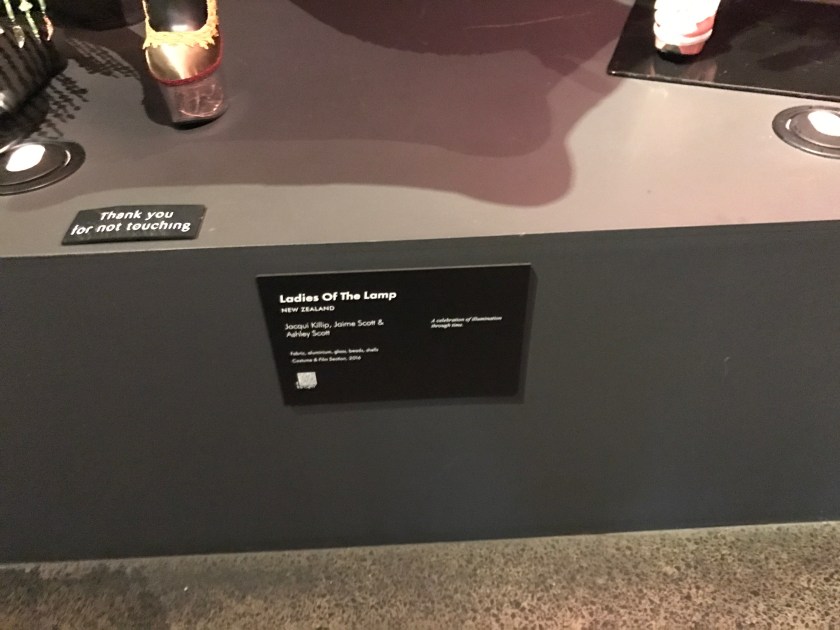 Thank you
for not touching
Ladies Of The Lamp
NEW ZEALAND
Jacqui Killip, Jaime Scott &
Ashley Scott
Fabric, aluminium, glass, beads, shells
Costume & Film Section, 2016
A celebration of illumination
through time.